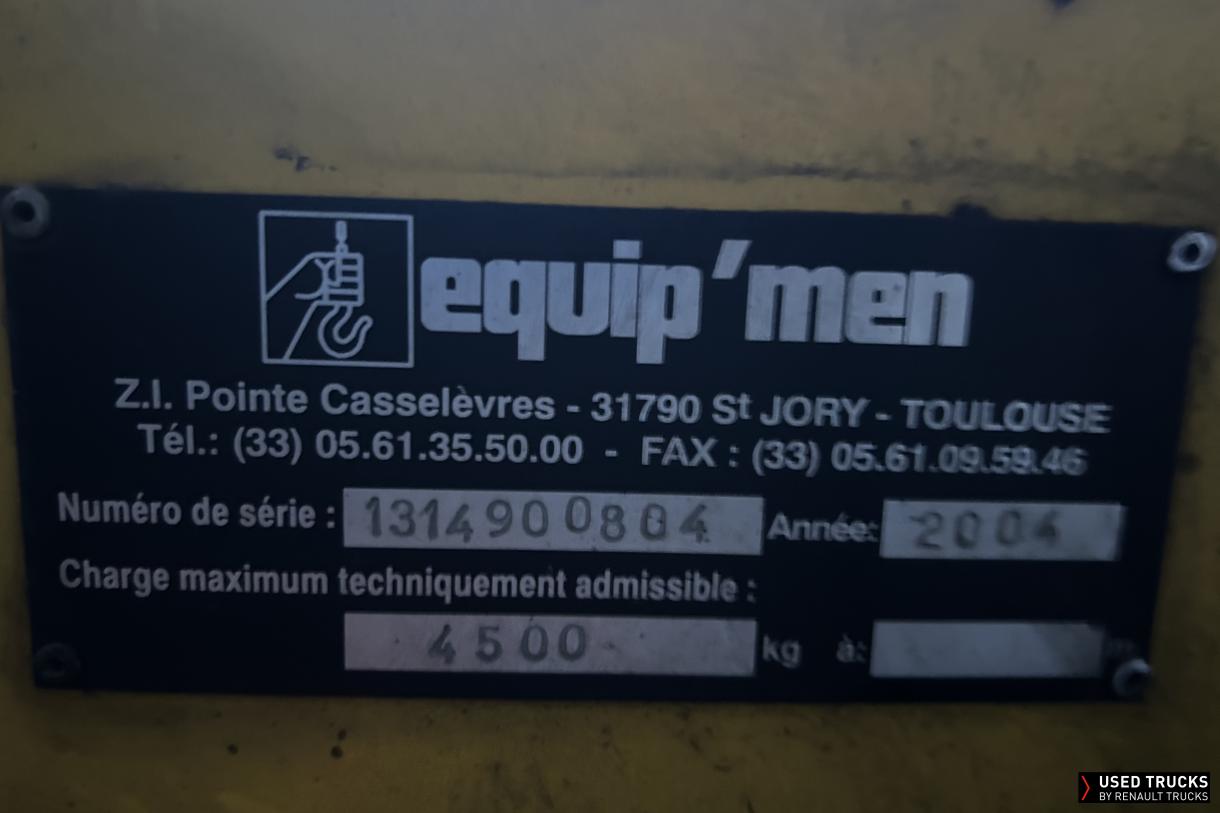 equip'men
Z.I. Pointe Casselèvres - 31790 St JORY - TOULOUSE
Tél.: (33) 05.61.35.50.00 - FAX : (33) 05.61.09.59.46
Numéro de série : 1314900804 Année: 2004
Charge maximum techniquement admissible :
4500 kg à: m
USED TRUCKS
BY RENAULT TRUCKS